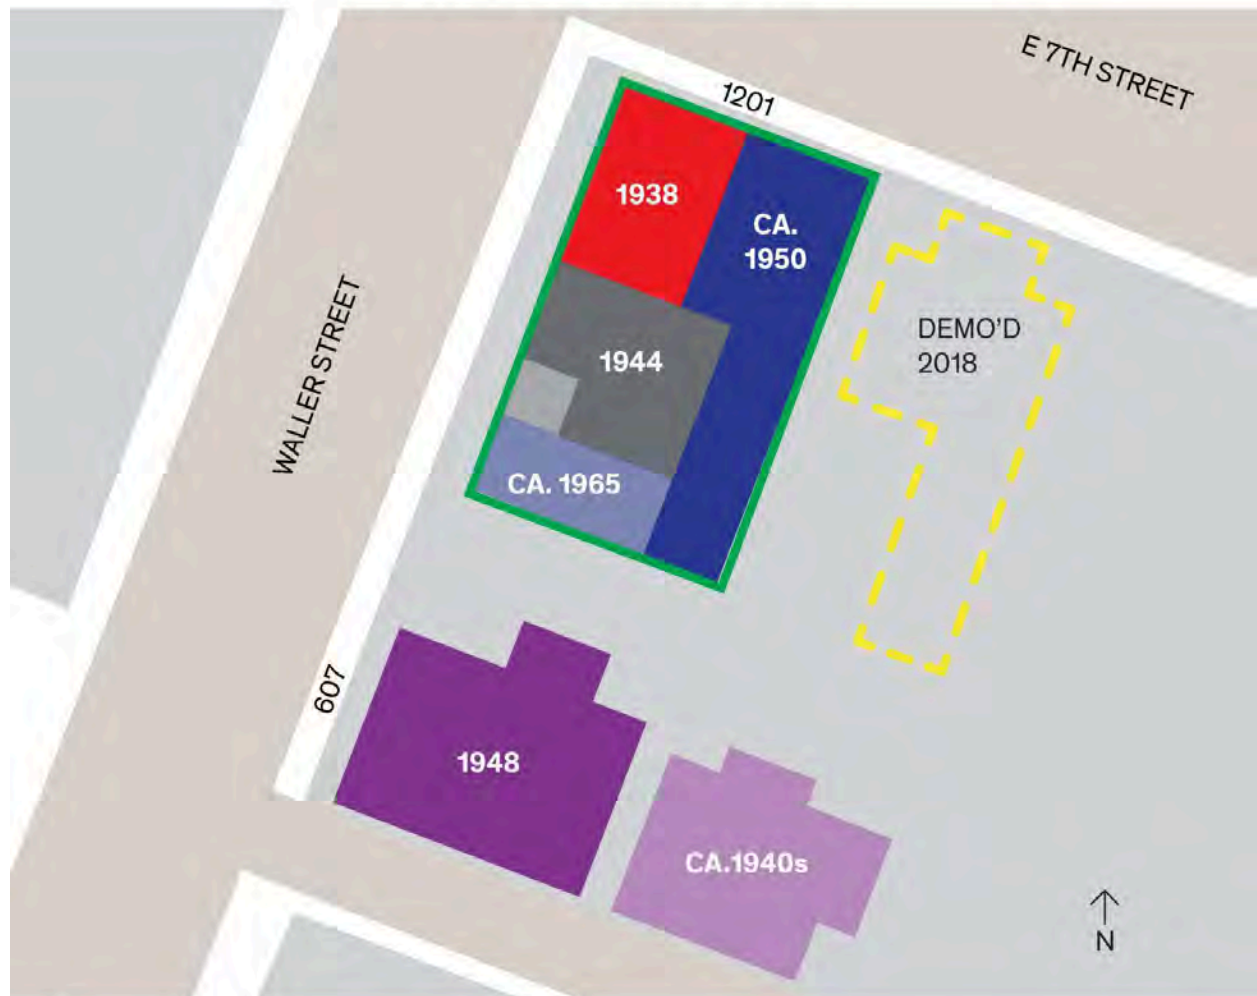 E 7TH STREET
1201
1938
CA.
1950
WALLER STREET
1944
DEMO'D
2018
CA. 1965
607
1948
CA.1940s
N